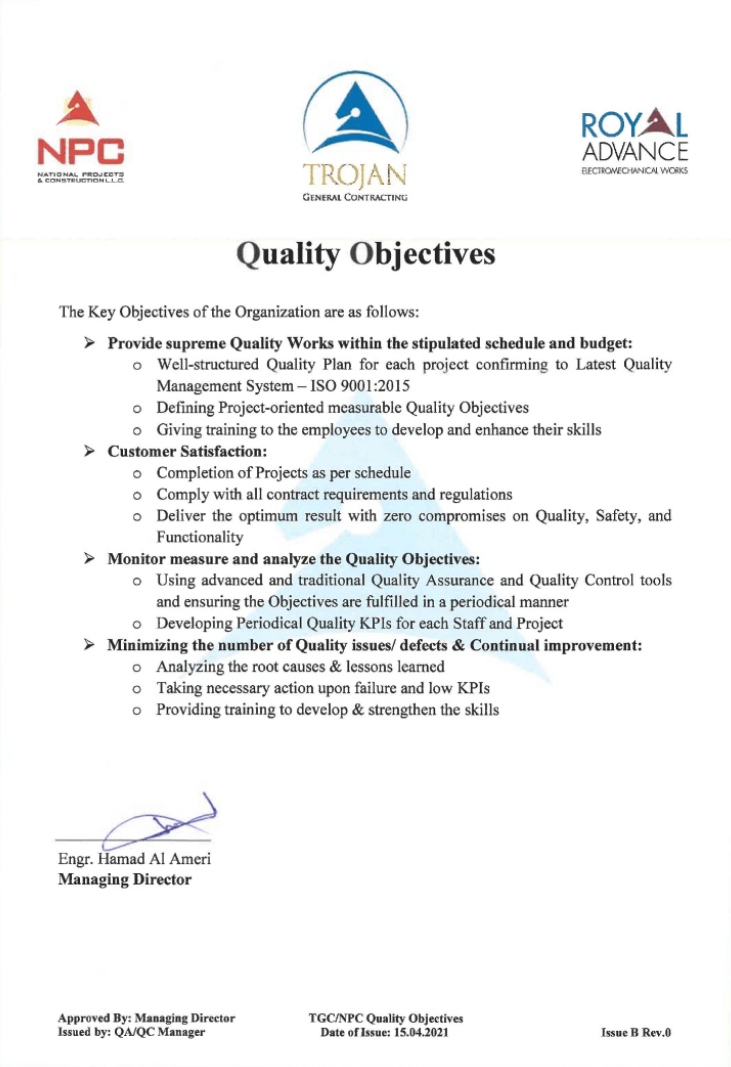 NPC
NATIONAL PROJECTS
& CONSTRUCTION L.L.C.
TROJAN
GENERAL CONTRACTING
ROYAL
ADVANCE
ELECTROMECHANICAL WORKS
Quality Objectives
The Key Objectives of the Organization are as follows:
➢ Provide supreme Quality Works within the stipulated schedule and budget:
o Well-structured Quality Plan for each project confirming to Latest Quality
Management System – ISO 9001:2015
o Defining Project-oriented measurable Quality Objectives
o Giving training to the employees to develop and enhance their skills
➢ Customer Satisfaction:
o Completion of Projects as per schedule
o Comply with all contract requirements and regulations
o Deliver the optimum result with zero compromises on Quality, Safety, and
Functionality
➢ Monitor measure and analyze the Quality Objectives:
o Using advanced and traditional Quality Assurance and Quality Control tools
and ensuring the Objectives are fulfilled in a periodical manner
o Developing Periodical Quality KPIs for each Staff and Project
➢ Minimizing the number of Quality issues/ defects & Continual improvement:
o Analyzing the root causes & lessons learned
o Taking necessary action upon failure and low KPIs
o Providing training to develop & strengthen the skills
Engr. Hamad Al Ameri
Managing Director
Approved By: Managing Director
Issued by: QA/QC Manager
TGC/NPC Quality Objectives
Date of Issue: 15.04.2021
Issue B Rev.0